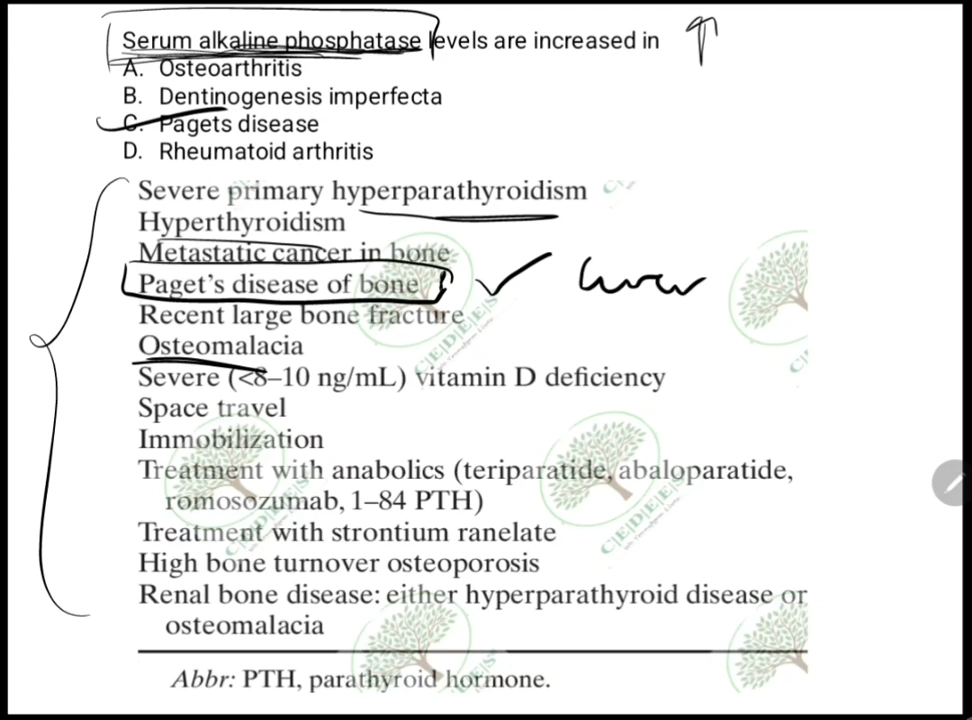 Serum alkaline phosphatase levels are increased in
A. Osteoarthritis
B. Dentinogenesis imperfecta
C. Pagets disease
D. Rheumatoid arthritis
Severe primary hyperparathyroidism
Hyperthyroidism
Metastatic cancer in bone
Paget's disease of bone
Recent large bone fracture
Osteomalacia
Severe (<8–10 ng/mL) vitamin D deficiency
Space travel
Immobilization
Treatment with anabolics (teriparatide, abaloparatide,
romosozumab, 1–84 PTH)
Treatment with strontium ranelate
High bone turnover osteoporosis
Renal bone disease: either hyperparathyroid disease or
osteomalacia
Abbr: PTH, parathyroid hormone.